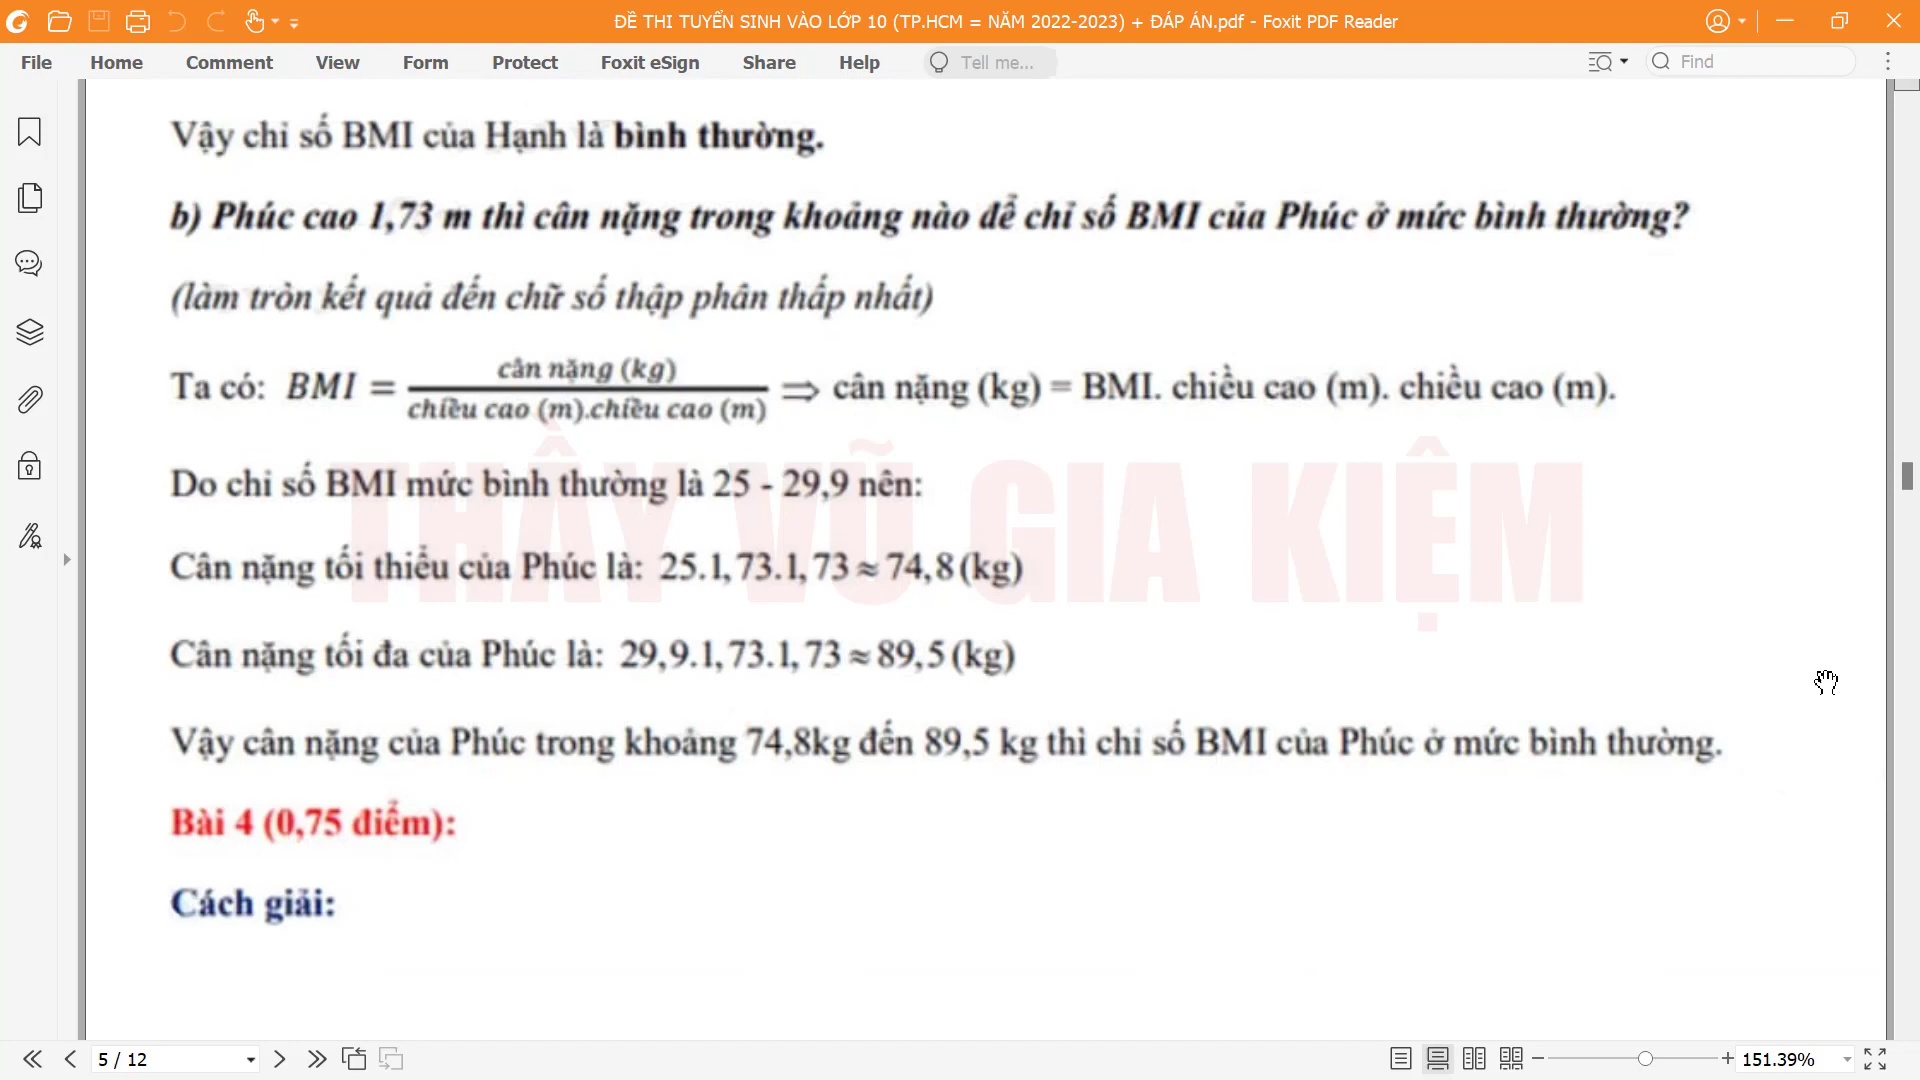 ĐỀ THI TUYỂN SINH VÀO LỚP 10 (TP.HCM = NĂM 2022-2023) + ĐÁP ÁN.pdf - Foxit PDF Reader
File Home Comment View Form Protect Foxit eSign Share Help Tell me... Find
Vậy chỉ số BMI của Hạnh là bình thường.
b) Phúc cao 1,73 m thì cân nặng trong khoảng nào để chỉ số BMI của Phúc ở mức bình thường?
(làm tròn kết quả đến chữ số thập phân thấp nhất)
Ta có: BMI = cân nặng (kg) / chiều cao (m).chiều cao (m) ⟹ cân nặng (kg) = BMI. chiều cao (m). chiều cao (m).
Do chỉ số BMI mức bình thường là 25 - 29,9 nên:
THẦY VŨ GIA KIỆM
Cân nặng tối thiểu của Phúc là: 25.1,73.1,73 ≈ 74,8 (kg)
Cân nặng tối đa của Phúc là: 29,9.1,73.1,73 ≈ 89,5 (kg)
Vậy cân nặng của Phúc trong khoảng 74,8kg đến 89,5 kg thì chỉ số BMI của Phúc ở mức bình thường.
Bài 4 (0,75 điểm):
Cách giải:
5 / 12 151.39%